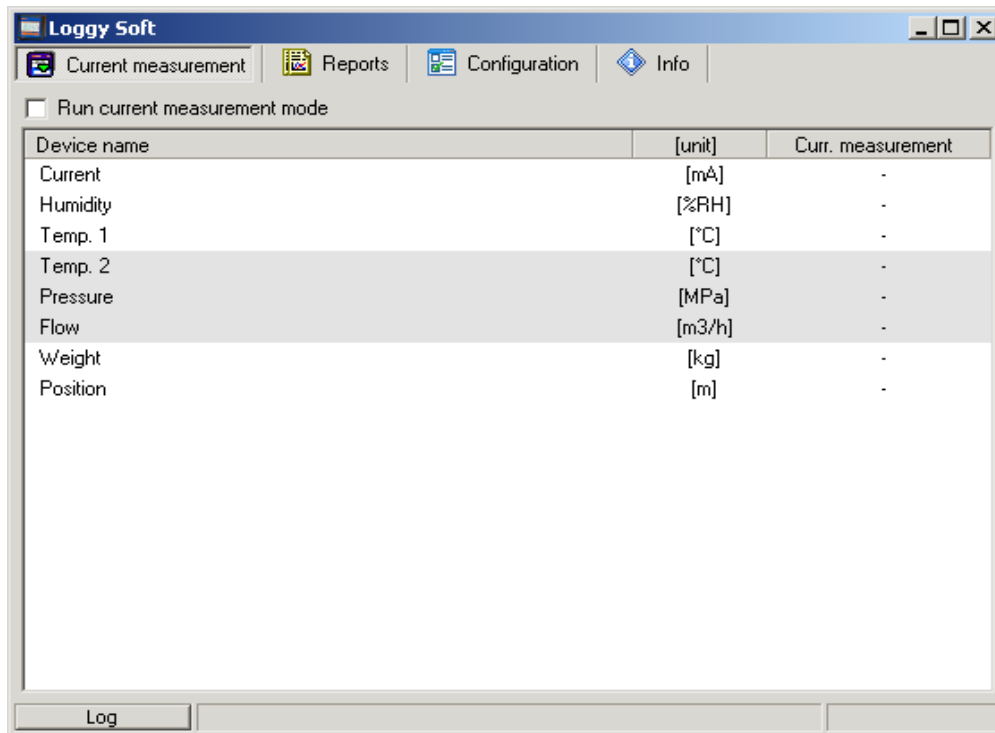 Loggy Soft
Current measurement Reports Configuration Info
Run current measurement mode
Device name [unit] Curr. measurement
Current [mA] -
Humidity [%RH] -
Temp. 1 [°C] -
Temp. 2 [°C] -
Pressure [MPa] -
Flow [m3/h] -
Weight [kg] -
Position [m] -
Log